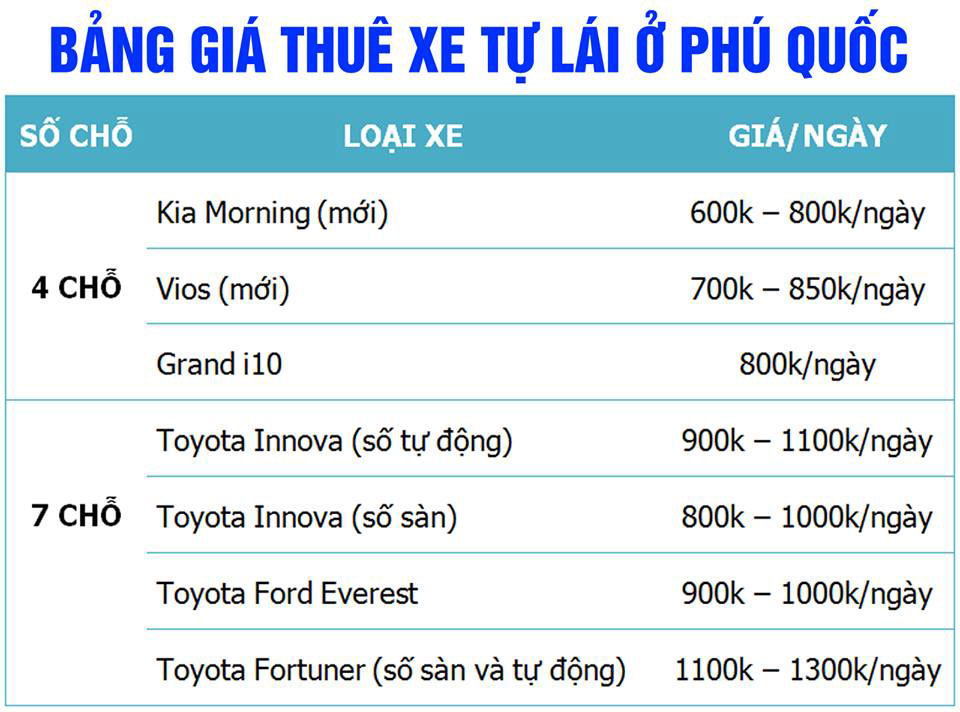 BẢNG GIÁ THUÊ XE TỰ LÁI Ở PHÚ QUỐC
SỐ CHỖ LOẠI XE GIÁ/NGÀY
Kia Morning (mới) 600k – 800k/ngày
4 CHỖ Vios (mới) 700k – 850k/ngày
Grand i10 800k/ngày
Toyota Innova (số tự động) 900k – 1100k/ngày
7 CHỖ Toyota Innova (số sàn) 800k – 1000k/ngày
Toyota Ford Everest 900k – 1000k/ngày
Toyota Fortuner (số sàn và tự động) 1100k – 1300k/ngày